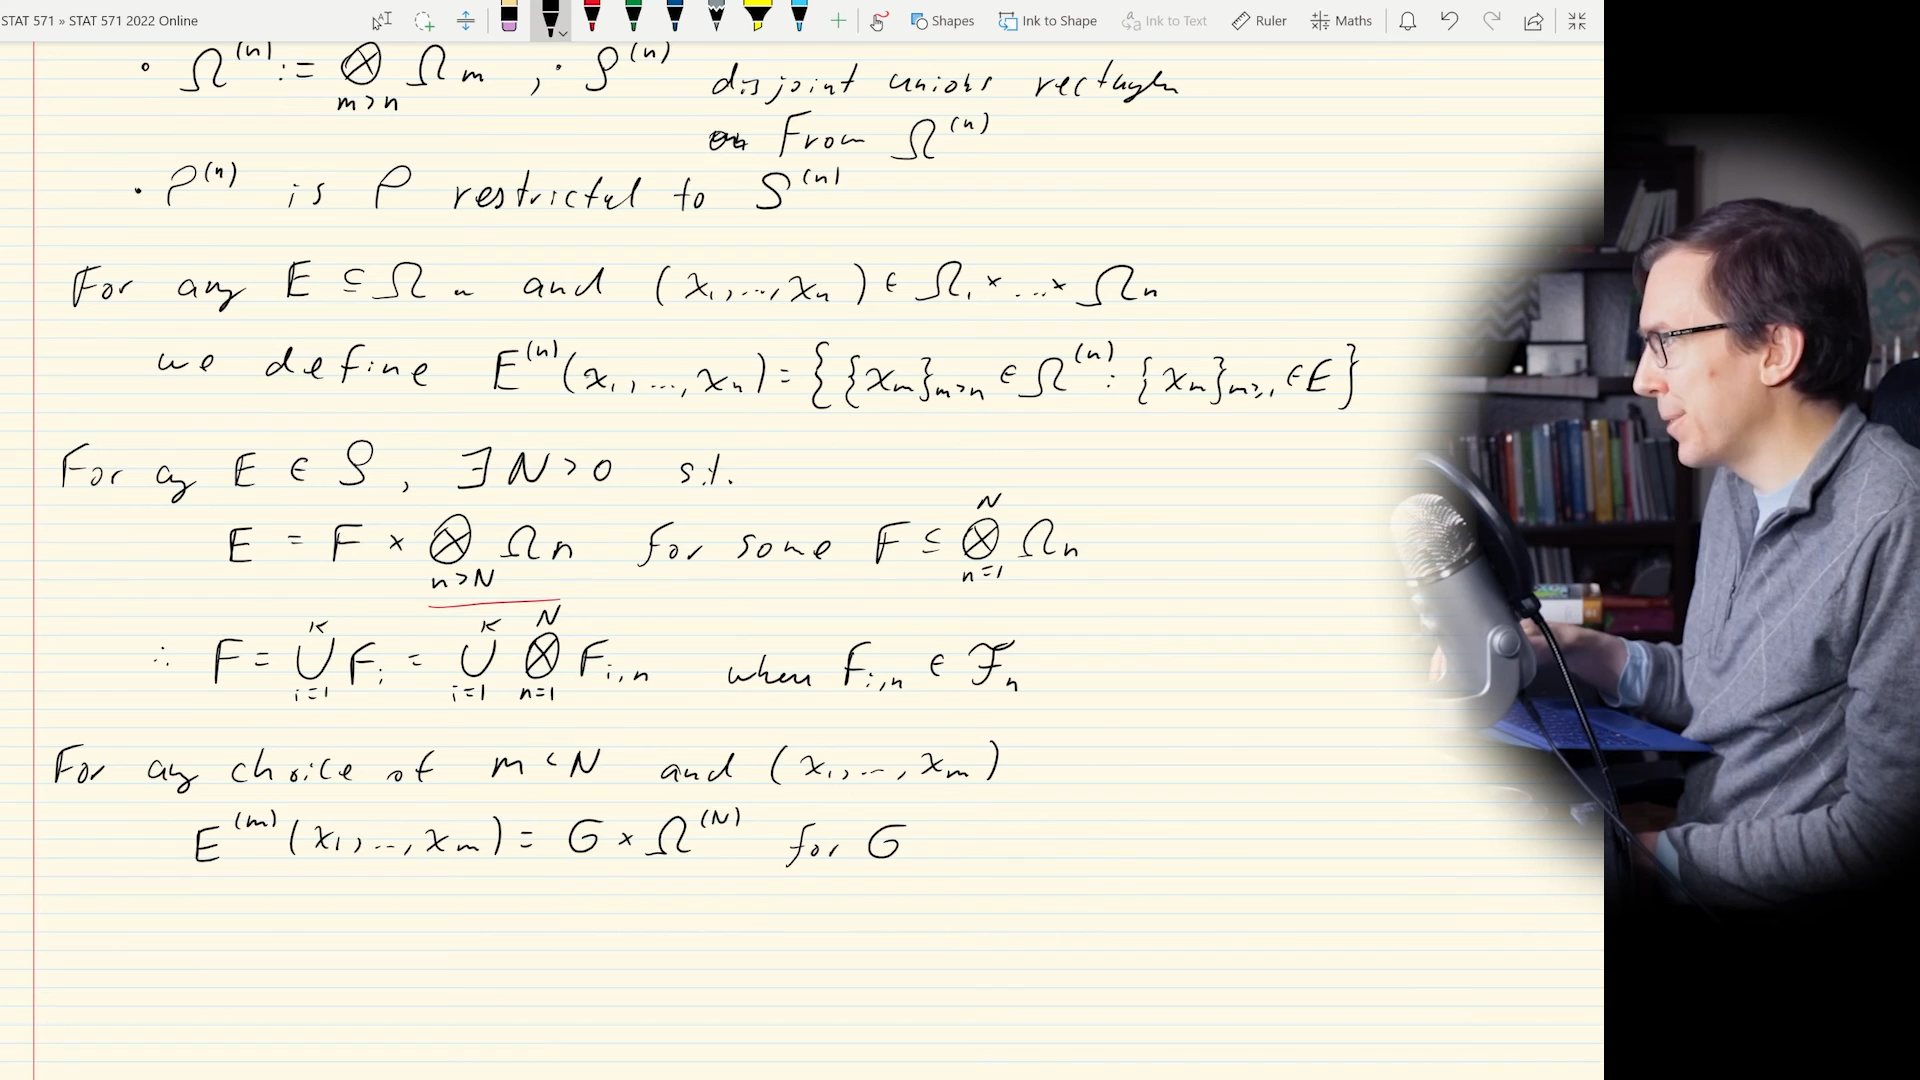 STAT 571 » STAT 571 2022 Online Shapes Ink to Shape Ink to Text Ruler Maths
• Ω^(n) := ⊗_{m>n} Ω_m , • S^(n) disjoint unions rectangles
From Ω^(n)
• P^(n) is P restricted to S^(n)
For any E ⊆ Ω and (x_1, ..., x_n) ∈ Ω_1 × ... × Ω_n
we define E^(n)(x_1, ..., x_n) = { {x_m}_{m>n} ∈ Ω^(n) : {x_n}_{n≥1} ∈ E }
For any E ∈ S, ∃ N > 0 s.t.
E = F × ⊗_{n>N} Ω_n for some F ⊆ ⊗_{n=1}^N Ω_n
∴ F = ∪_{i=1}^K F_i = ∪_{i=1}^K ⊗_{n=1}^N F_{i,n} when F_{i,n} ∈ ℱ_n
For any choice of m < N and (x_1, ..., x_m)
E^(m)(x_1, ..., x_m) = G × Ω^(N) for G